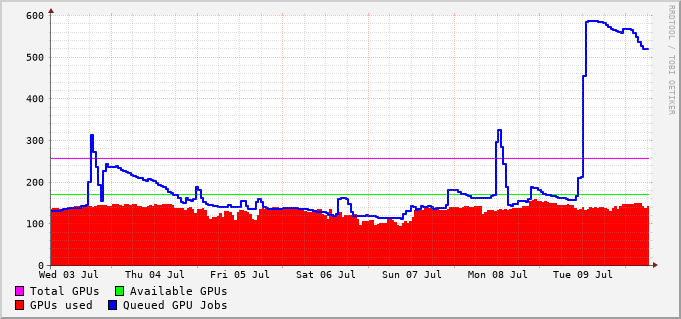 600
500
400
300
200
100
0
Wed 03 Jul Thu 04 Jul Fri 05 Jul Sat 06 Jul Sun 07 Jul Mon 08 Jul Tue 09 Jul
Total GPUs Available GPUs
GPUs used Queued GPU Jobs
RRDTOOL / TOBI OETIKER